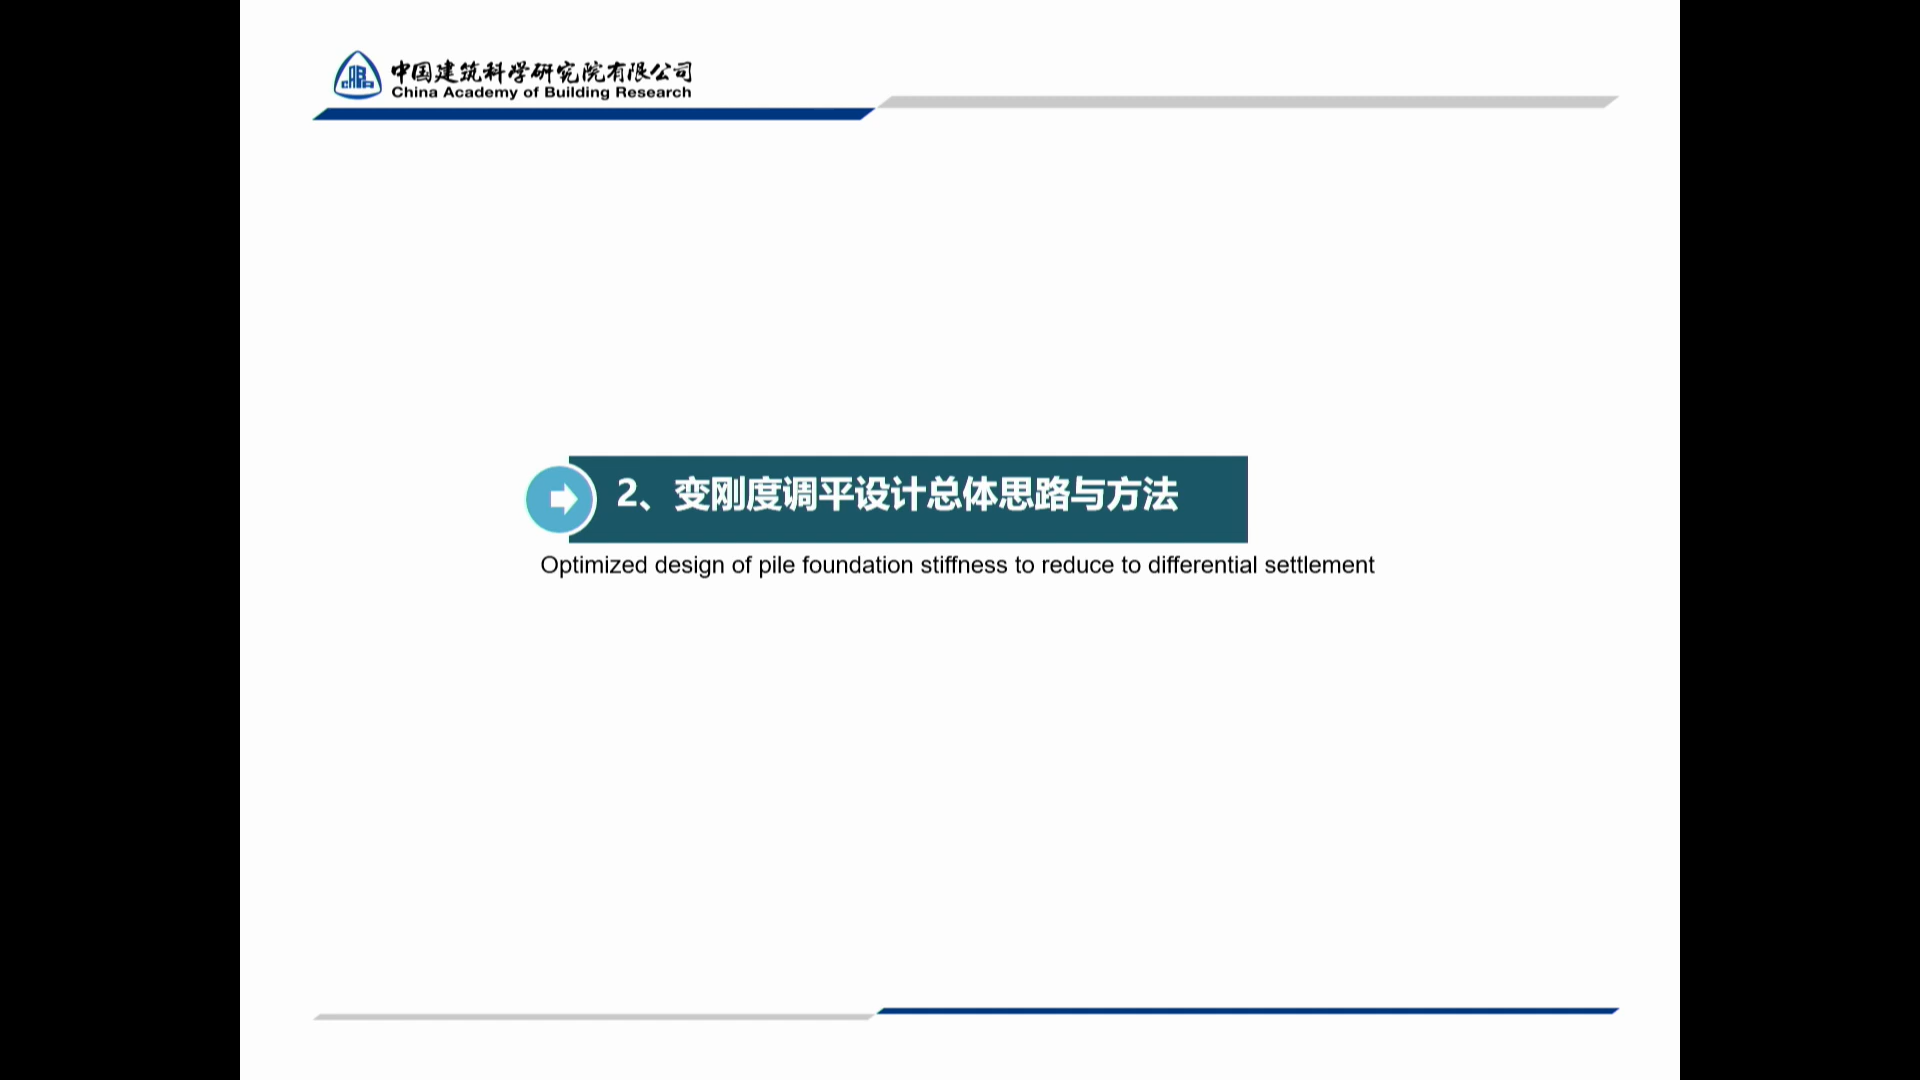 中国建筑科学研究院有限公司
China Academy of Building Research
2、变刚度调平设计总体思路与方法
Optimized design of pile foundation stiffness to reduce to differential settlement